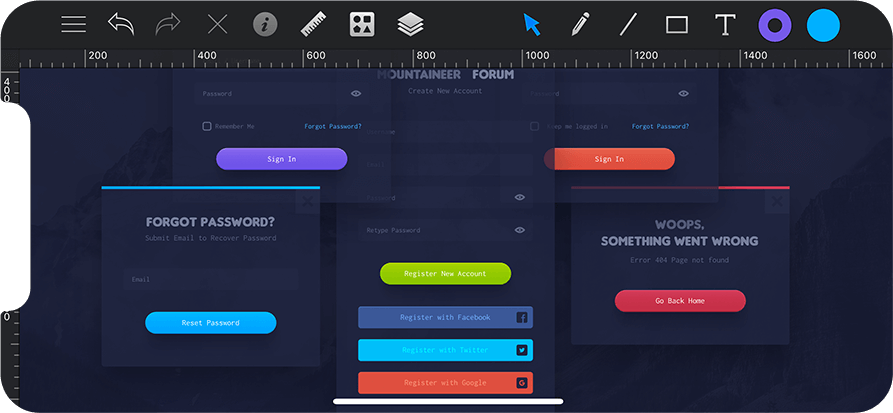 T
200
400
600
800
1000
1200
1400
1600
400
0
MOUNTAINEER FORUM
Create New Account
Password
Remember Me
Forgot Password?
Sign In
Password
Keep me logged in
Forgot Password?
Sign In
Username
Email
Password
Retype Password
Register New Account
Register with Facebook
Register with Twitter
Register with Google
FORGOT PASSWORD?
Submit Email to Recover Password
Email
Reset Password
WOOPS,
SOMETHING WENT WRONG
Error 404 Page not found
Go Back Home